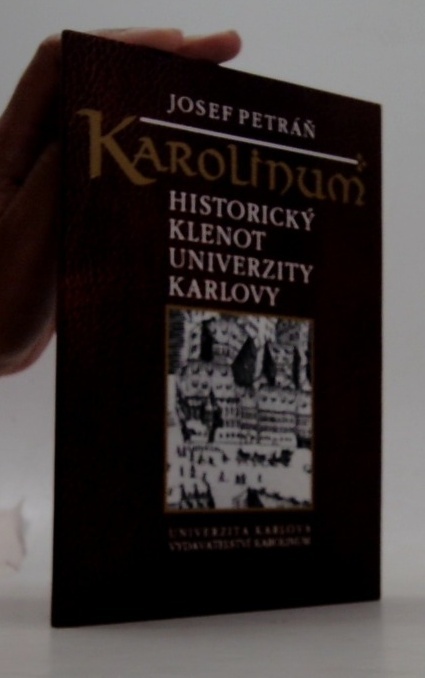 JOSEF PETRÁŇ
KAROLINUM
HISTORICKÝ
KLENOT
UNIVERZITY
KARLOVY
UNIVERZITA KARLOVA
VYDAVATELSTVÍ KAROLINUM